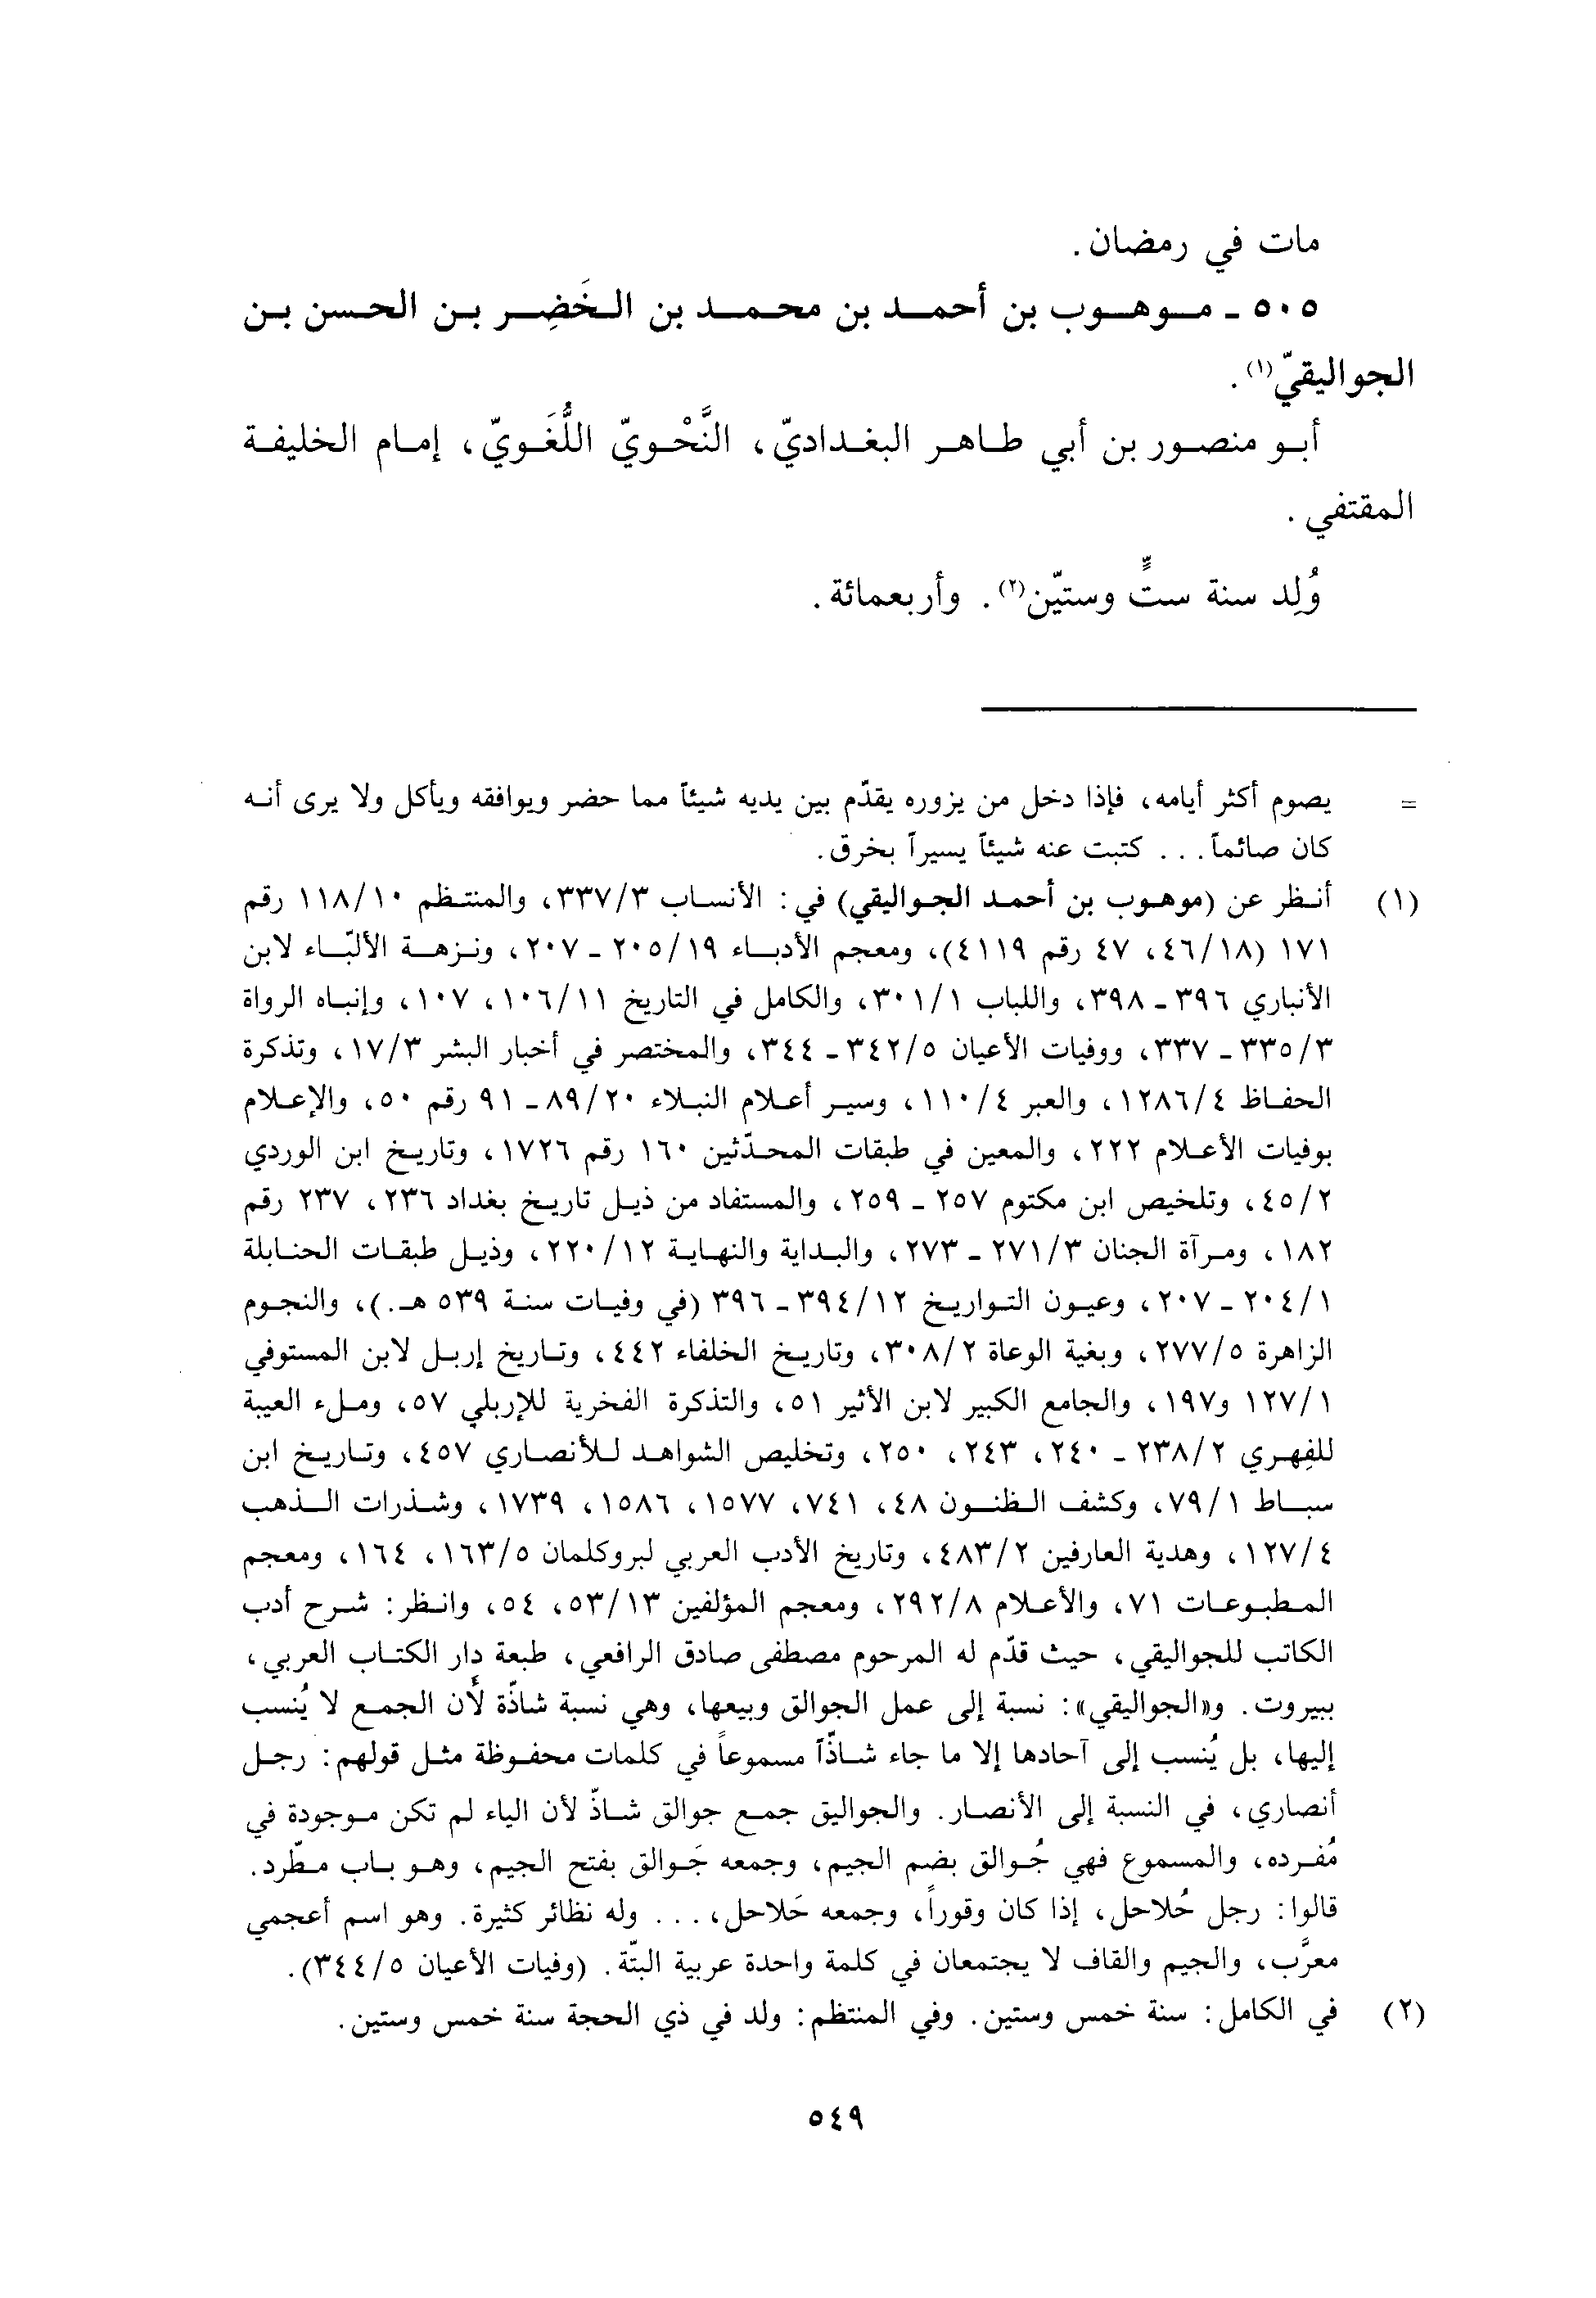 مات في رمضان.
٥٠٥ ـ موهوب بن أحمد بن محمد بن الخَضِر بن الحسن بن
الجواليقيّ(١).
أبو منصور بن أبي طاهر البغداديّ، النَّحْويّ اللُّغَويّ، إمام الخليفة
المقتفي.
وُلِد سنة ستٍّ وستيّن(٢). وأربعمائة.
= يصوم أكثر أيامه، فإذا دخل من يزوره يقدّم بين يديه شيئاً مما حضر ويوافقه ويأكل ولا يرى أنه
كان صائماً... كتبت عنه شيئاً يسيراً بخرق.
(١) أنظر عن (موهوب بن أحمد الجواليقي) في: الأنساب ٣/٣٣٧، والمنتظم ١٠/١١٨ رقم
١٧١ (١٨/٤٦، ٤٧ رقم ٤١١٩)، ومعجم الأدباء ١٩/٢٠٥ ـ ٢٠٧، ونزهة الألبّاء لابن
الأنباري ٣٩٦ ـ ٣٩٨، واللباب ١/٣٠١، والكامل في التاريخ ١١/١٠٦، ١٠٧، وإنباه الرواة
٣/٣٣٥ ـ ٣٣٧، ووفيات الأعيان ٥/٣٤٢ ـ ٣٤٤، والمختصر في أخبار البشر ٣/١٧، وتذكرة
الحفاظ ٤/١٢٨٦، والعبر ٤/١١٠، وسير أعلام النبلاء ٢٠/٨٩ ـ ٩١ رقم ٥٠، والإعلام
بوفيات الأعلام ٢٢٢، والمعين في طبقات المحدّثين ١٦٠ رقم ١٧٢٦، وتاريخ ابن الوردي
٢/٤٥، وتلخيص ابن مكتوم ٢٥٧ ـ ٢٥٩، والمستفاد من ذيل تاريخ بغداد ٢٣٦، ٢٣٧ رقم
١٨٢، ومرآة الجنان ٣/٢٧١ ـ ٢٧٣، والبداية والنهاية ١٢/٢٢٠، وذيل طبقات الحنابلة
١/٢٠٤ ـ ٢٠٧، وعيون التواريخ ١٢/٣٩٤ ـ ٣٩٦ (في وفيات سنة ٥٣٩ هـ.)، والنجوم
الزاهرة ٥/٢٧٧، وبغية الوعاة ٢/٣٠٨، وتاريخ الخلفاء ٤٤٢، وتاريخ إربل لابن المستوفي
١/١٢٧ و١٩٧، والجامع الكبير لابن الأثير ٥١، والتذكرة الفخرية للإربلي ٥٧، وملء العيبة
للفِهري ٢/٢٣٨ ـ ٢٤٠، ٢٤٣، ٢٥٠، وتخليص الشواهد للأنصاري ٤٥٧، وتاريخ ابن
سباط ١/٧٩، وكشف الظنون ٤٨، ٧٤١، ١٥٧٧، ١٥٨٦، ١٧٣٩، وشذرات الذهب
٤/١٢٧، وهدية العارفين ٢/٤٨٣، وتاريخ الأدب العربي لبروكلمان ٥/١٦٣، ١٦٤، ومعجم
المطبوعات ٧١، والأعلام ٨/٢٩٢، ومعجم المؤلفين ١٣/٥٣، ٥٤، وانظر: شرح أدب
الكاتب للجواليقي، حيث قدّم له المرحوم مصطفى صادق الرافعي، طبعة دار الكتاب العربي،
ببيروت. و«الجواليقي»: نسبة إلى عمل الجوالق وبيعها، وهي نسبة شاذّة لأن الجمع لا يُنسب
إليها، بل يُنسب إلى آحادها إلا ما جاء شاذّاً مسموعاً في كلمات محفوظة مثل قولهم: رجل
أنصاري، في النسبة إلى الأنصار. والجواليق جمع جوالق شاذّ لأن الياء لم تكن موجودة في
مُفرده، والمسموع فهي جُوالق بضم الجيم، وجمعه جَوالق بفتح الجيم، وهو باب مطّرد.
قالوا: رجل حُلاحل، إذا كان وقوراً، وجمعه حَلاحل،... وله نظائر كثيرة. وهو اسم أعجمي
معرَّب، والجيم والقاف لا يجتمعان في كلمة واحدة عربية البتّة. (وفيات الأعيان ٥/٣٤٤).
(٢) في الكامل: سنة خمس وستين. وفي المنتظم: ولد في ذي الحجة سنة خمس وستين.
٥٤٩